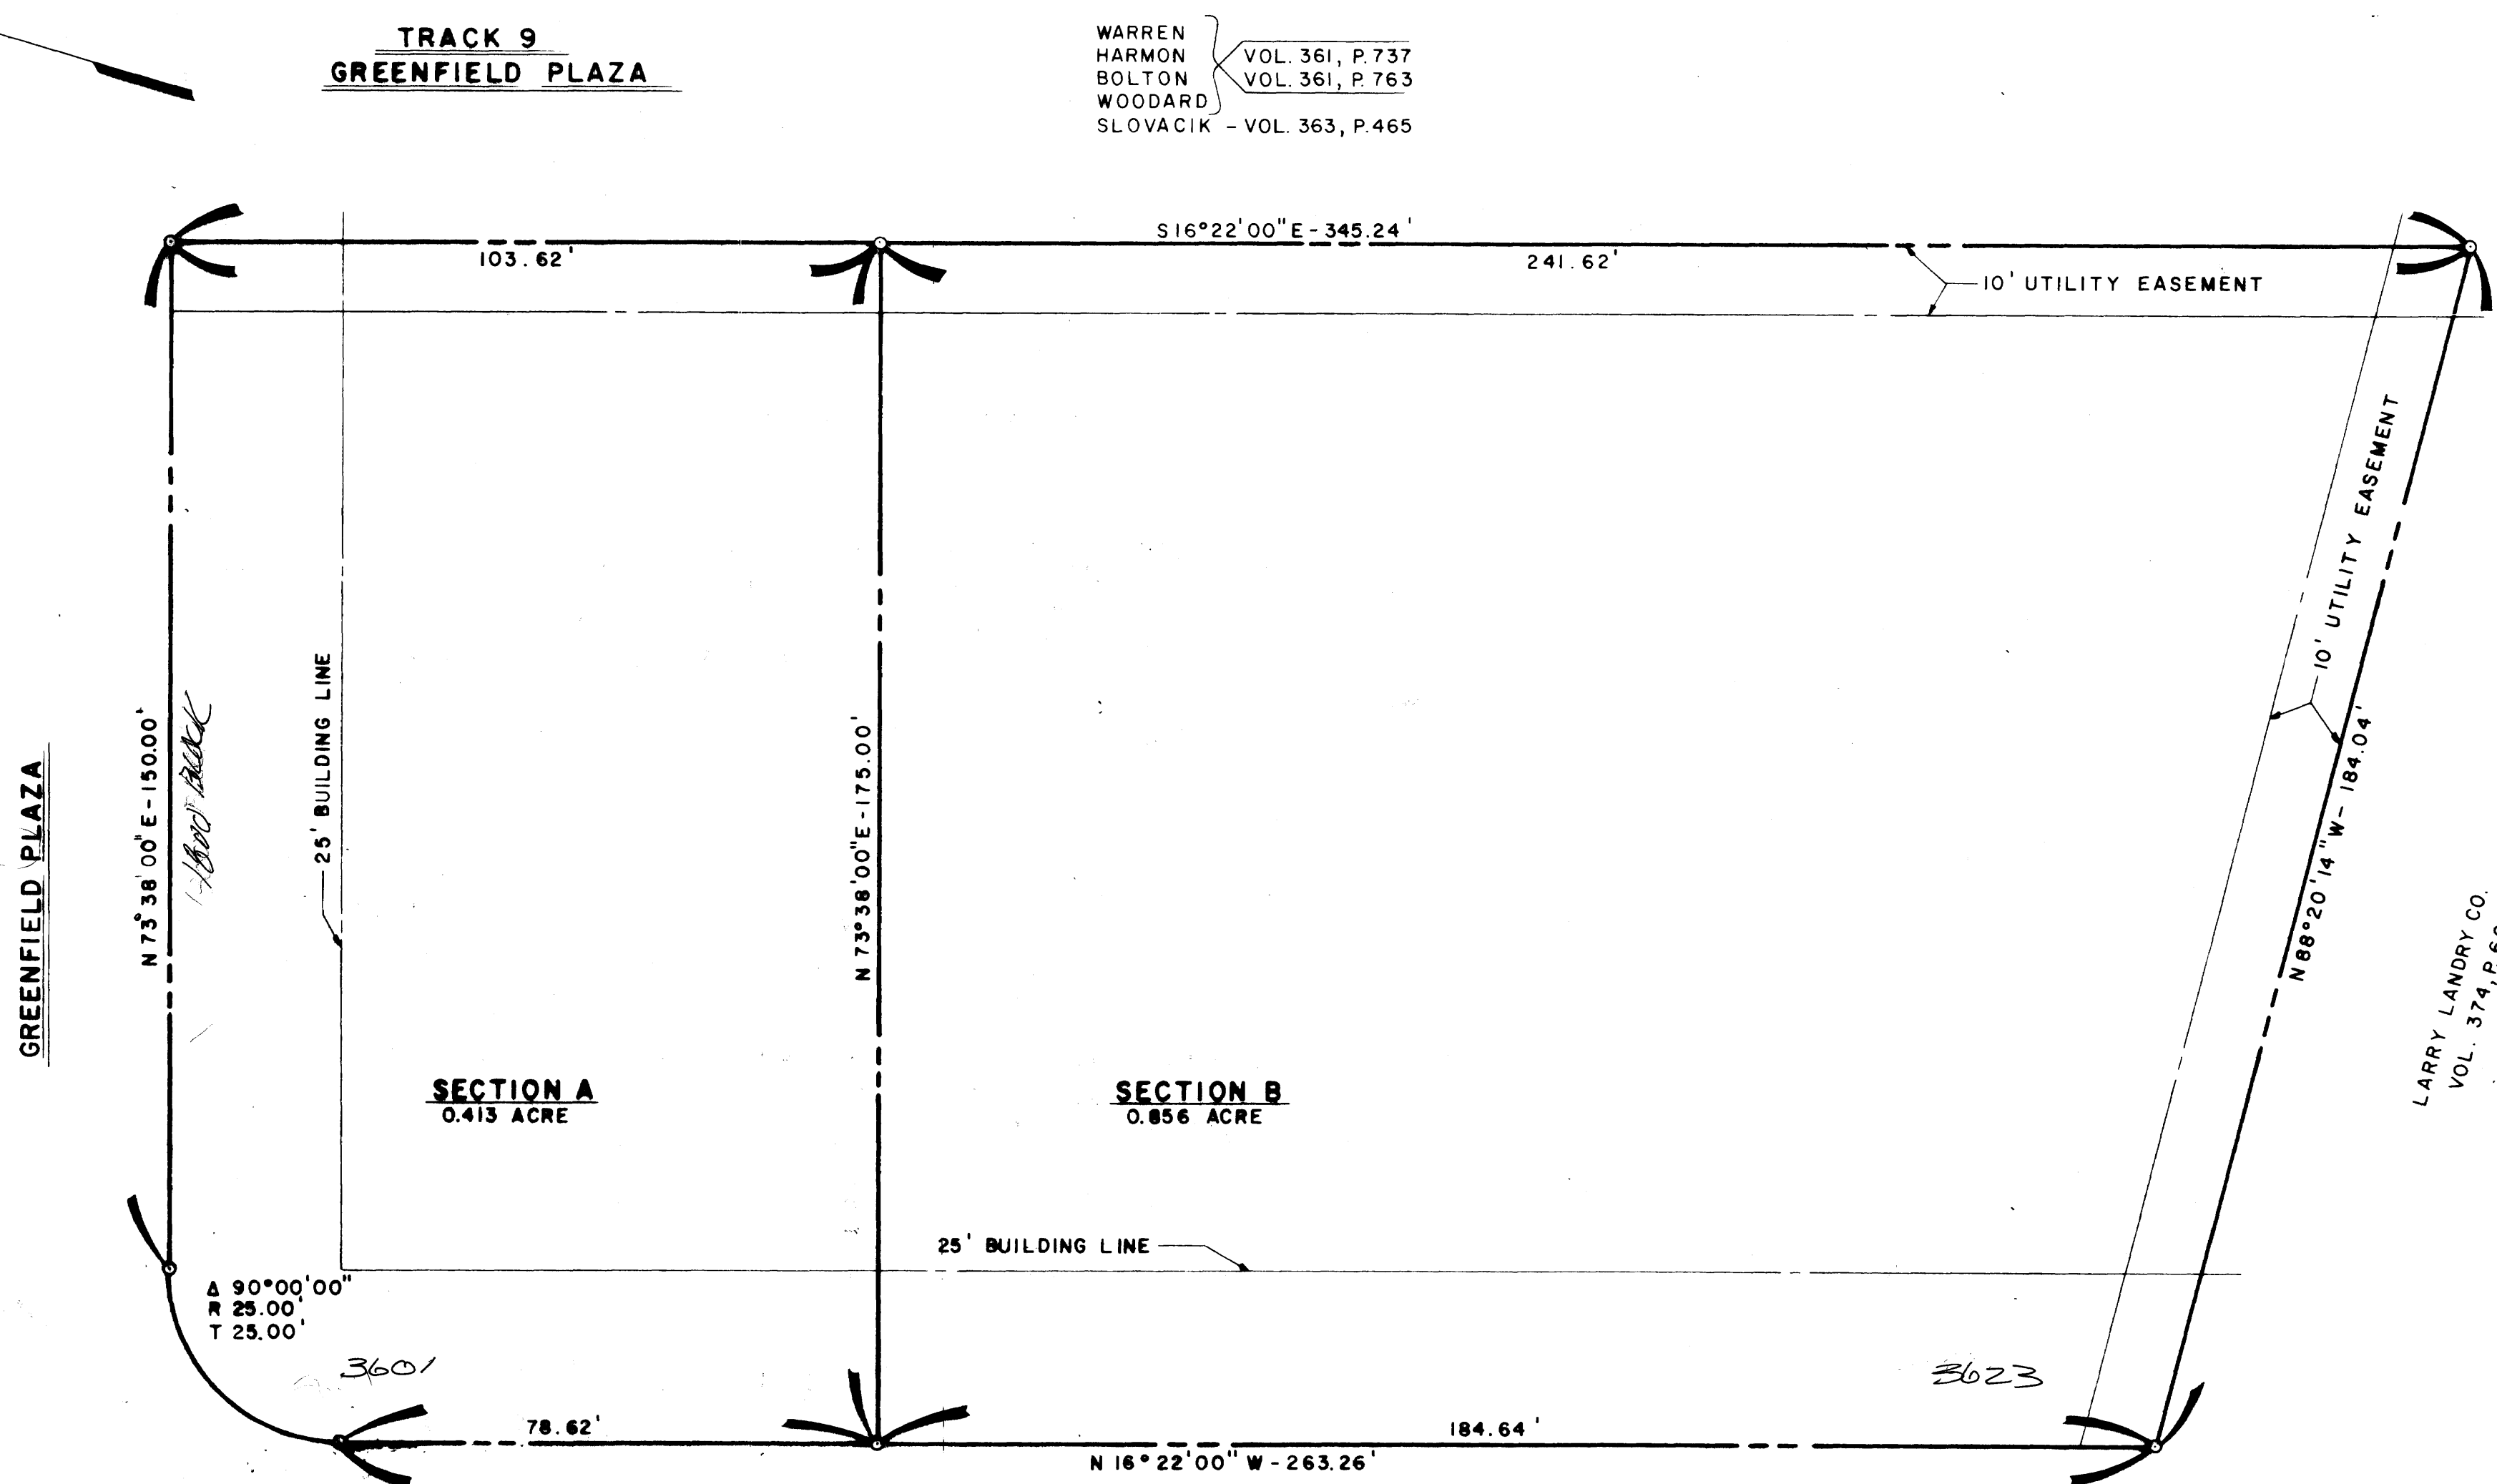 TRACK 9
GREENFIELD PLAZA
WARREN
HARMON
BOLTON
WOODARD
VOL. 361, P. 737
VOL. 361, P. 763
SLOVACIK - VOL. 363, P. 465
S16°22'00"E-345.24'
103.62'
241.62'
10' UTILITY EASEMENT
10' UTILITY EASEMENT
N 88°20'14"W-184.04'
LARRY LANDRY CO.
VOL. 374, P.
GREENFIELD PLAZA
N 73°38'00"E-150.00'
25' BUILDING LINE
N 73°38'00"E-175.00'
SECTION A
0.413 ACRE
SECTION B
0.856 ACRE
25' BUILDING LINE
Δ 90°00'00"
R 25.00'
T 25.00'
3601
3623
78.62'
184.64'
N 16°22'00" W-263.26'